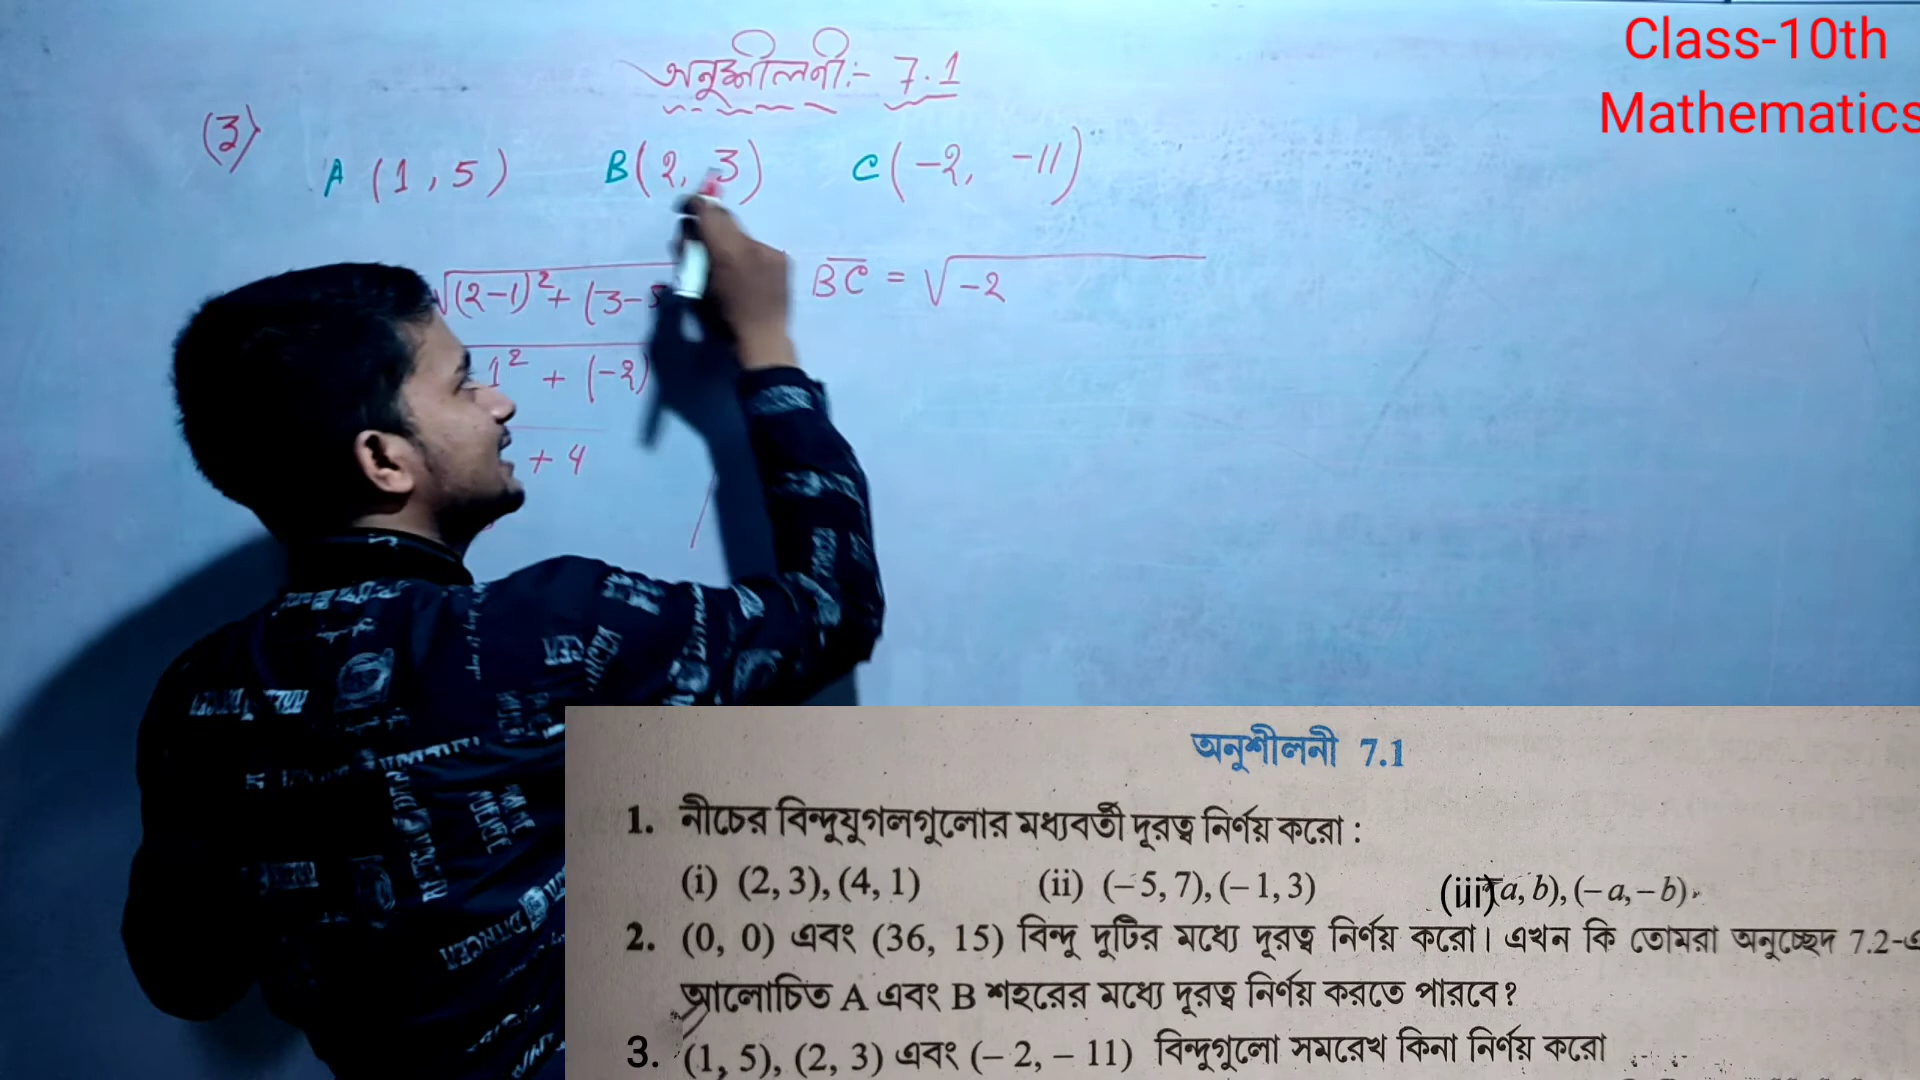 Class-10th
Mathematics
অনুশীলনী:- 7.1
(3)
A (1, 5) B(2, 3) C(-2, -11)
√(2-1)² + (3-5
BC = √-2
1² + (-2)
+ 4
অনুশীলনী 7.1
1. নীচের বিন্দুযুগলগুলোর মধ্যবর্তী দূরত্ব নির্ণয় করো :
(i) (2, 3), (4, 1) (ii) (– 5, 7), (– 1, 3) (iii) (a, b), (– a, – b)
2. (0, 0) এবং (36, 15) বিন্দু দুটির মধ্যে দূরত্ব নির্ণয় করো। এখন কি তোমরা অনুচ্ছেদ 7.2-এ
আলোচিত A এবং B শহরের মধ্যে দূরত্ব নির্ণয় করতে পারবে?
3. (1, 5), (2, 3) এবং (– 2, – 11) বিন্দুগুলো সমরেখ কিনা নির্ণয় করো